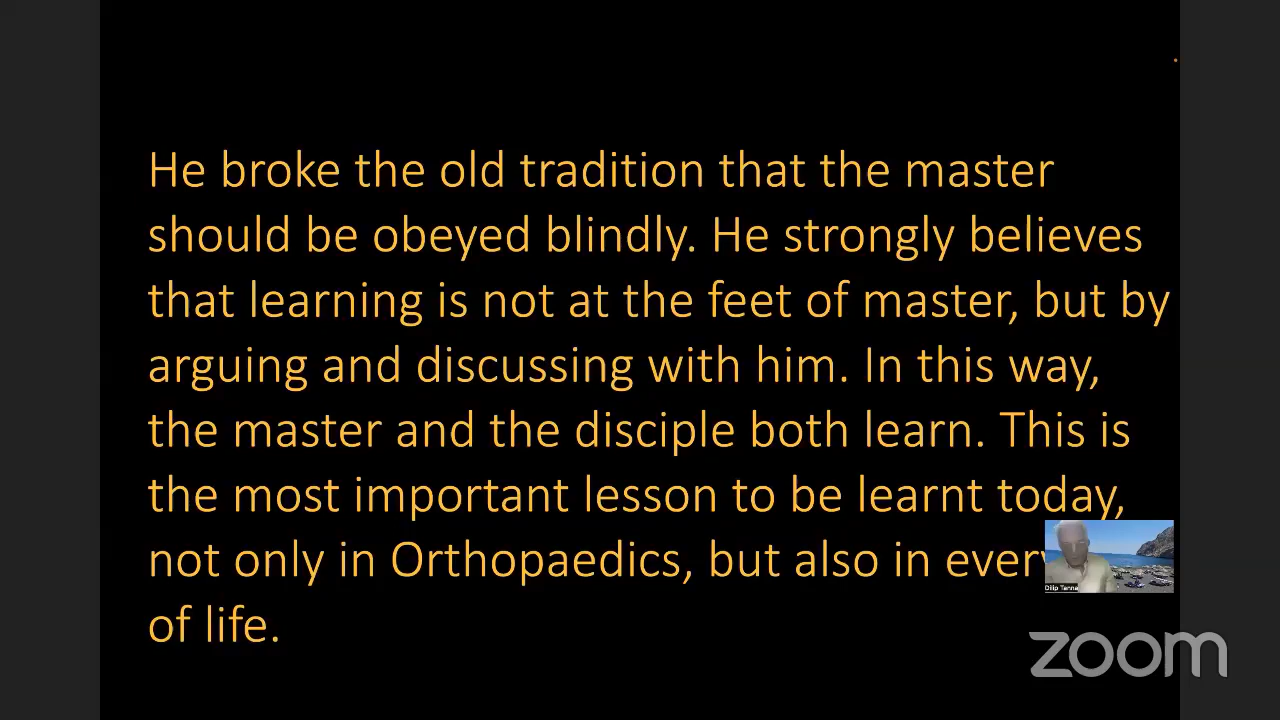 He broke the old tradition that the master
should be obeyed blindly. He strongly believes
that learning is not at the feet of master, but by
arguing and discussing with him. In this way,
the master and the disciple both learn. This is
the most important lesson to be learnt today,
not only in Orthopaedics, but also in every
of life.
Dilip Tanna
zoom